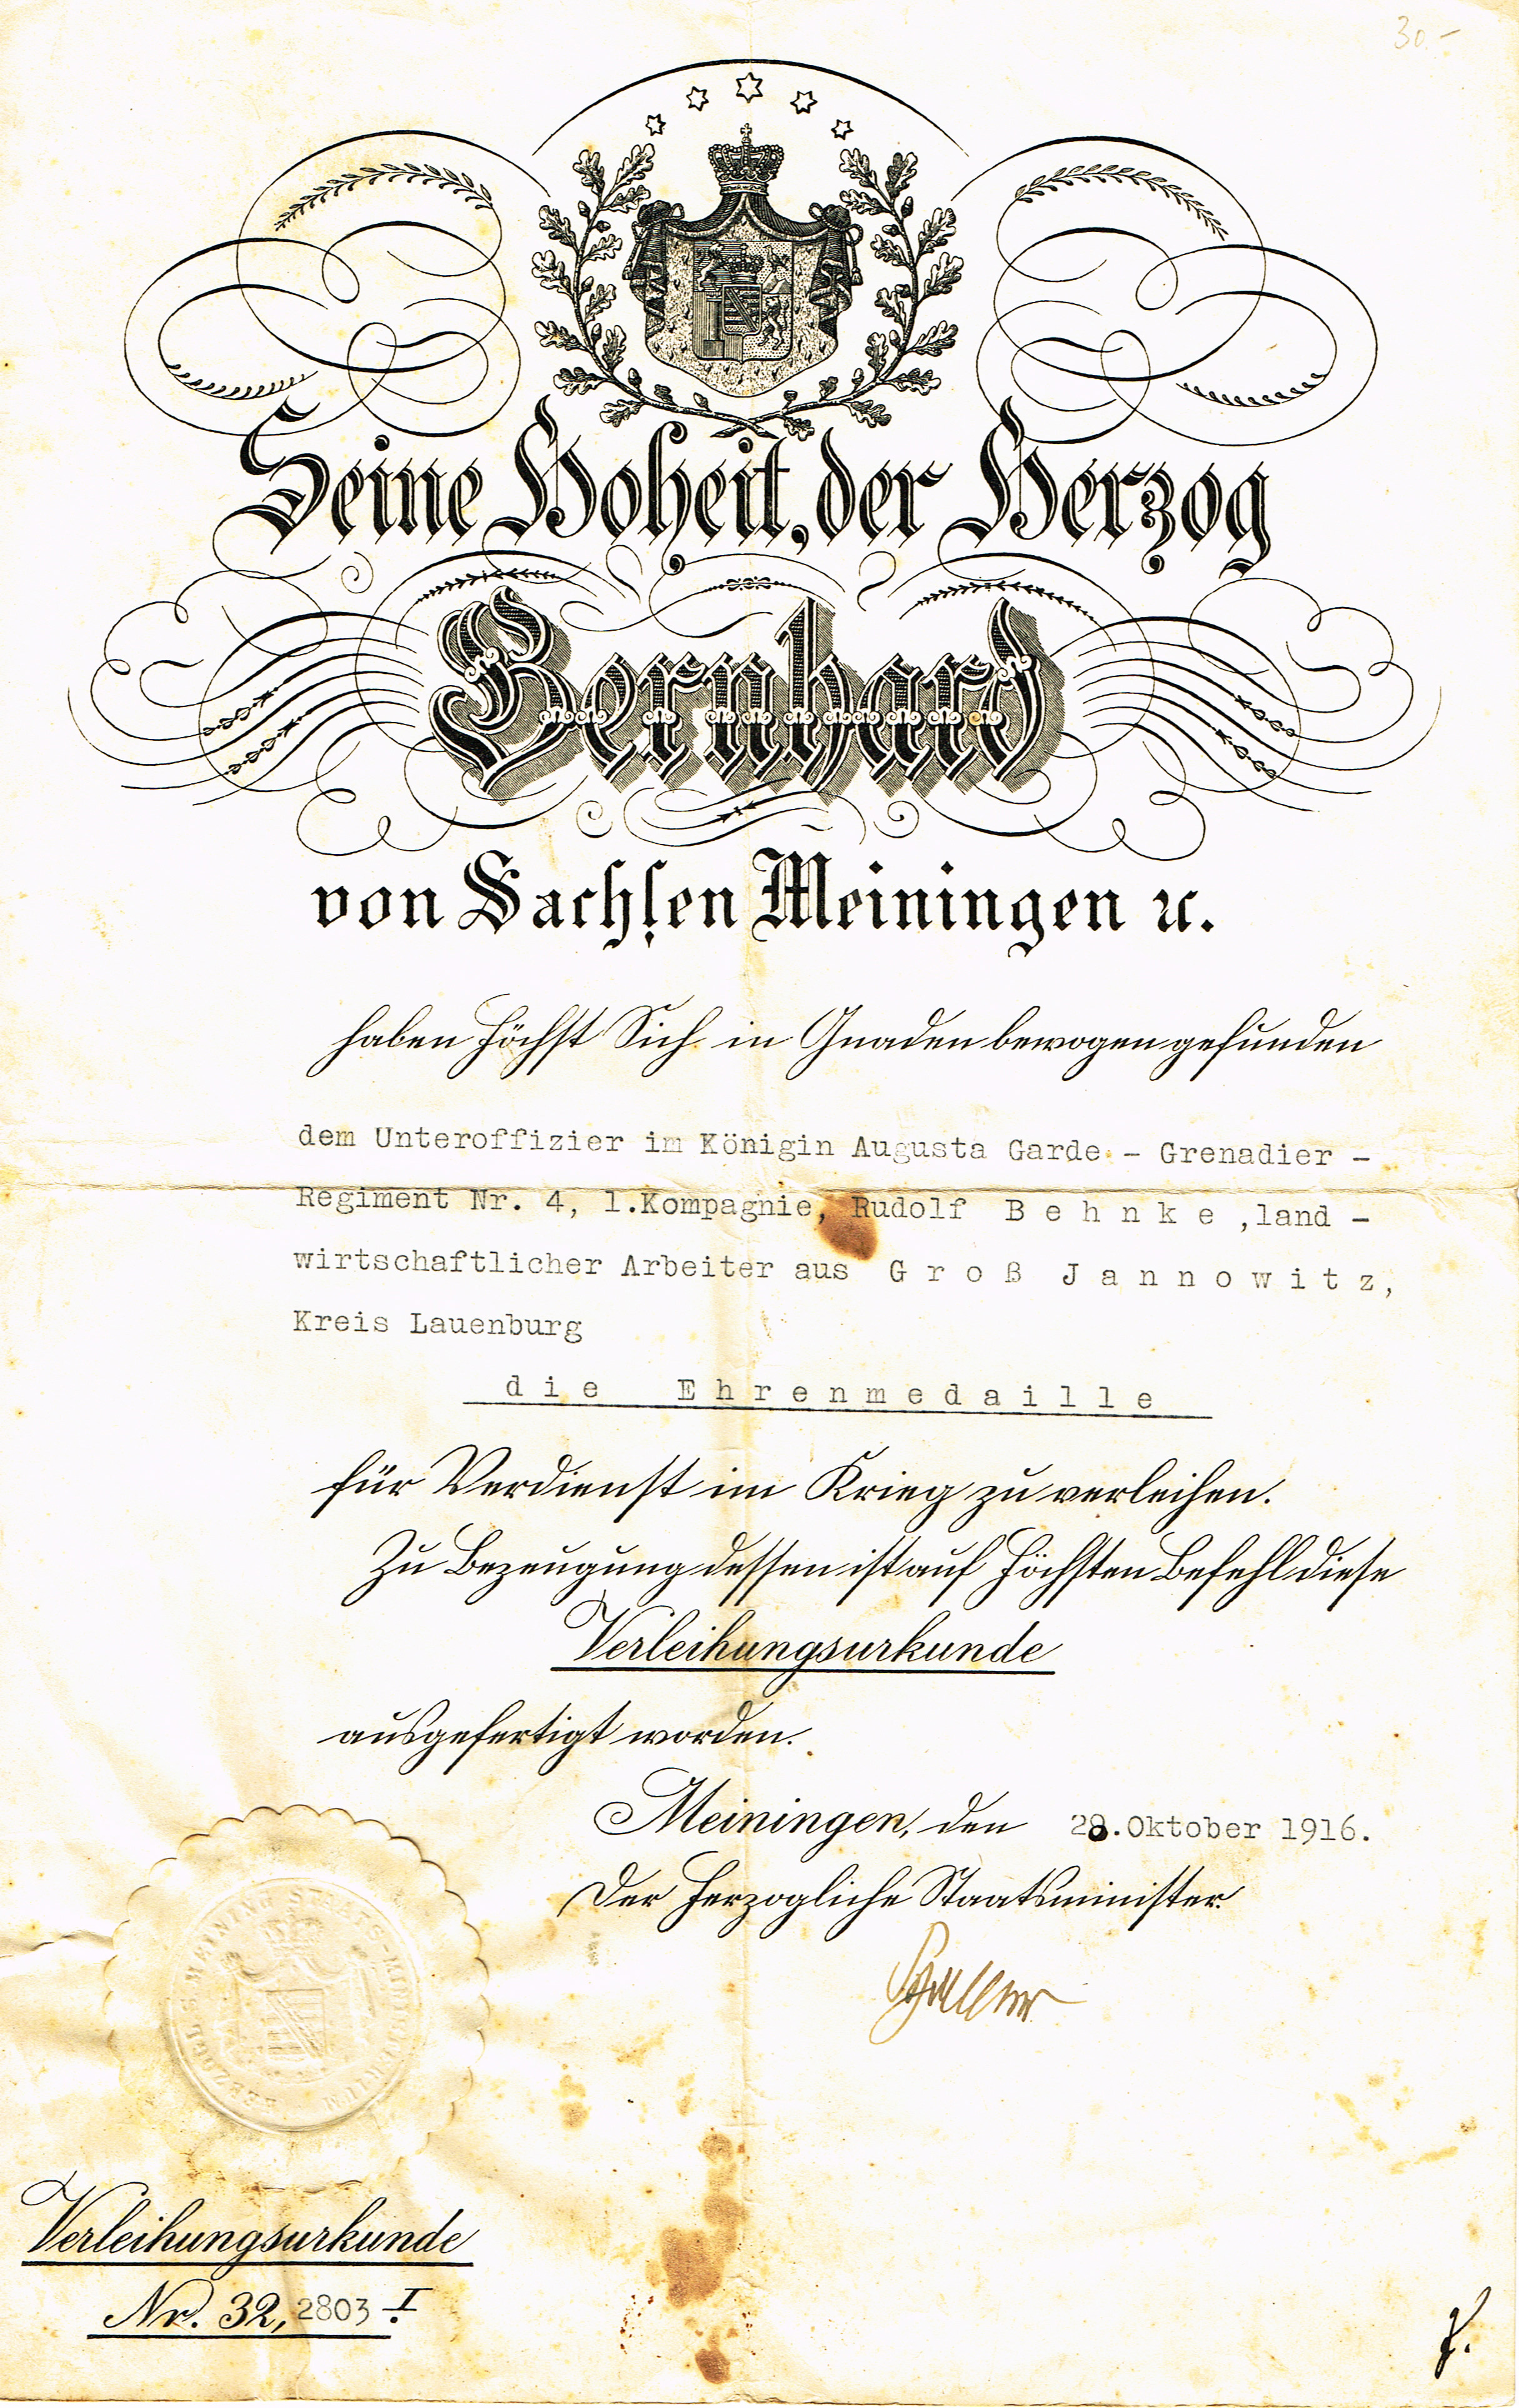 30.-
Seine Hoheit, der Herzog
Bernhard
von Sachsen Meiningen ꝛc.
haben Höchst Sich in Gnaden bewogen gefunden
dem Unteroffizier im Königin Augusta Garde - Grenadier -
Regiment Nr. 4, 1.Kompagnie, Rudolf B e h n k e ,land -
wirtschaftlicher Arbeiter aus G r o ß J a n n o w i t z,
Kreis Lauenburg
d i e E h r e n m e d a i l l e
für Verdienst im Krieg zu verleihen.
Zu Bezeugung dessen ist auf Höchsten Befehl diese
Verleihungsurkunde
ausgefertigt worden.
Meiningen, den 28.Oktober 1916.
Der Herzogliche Staatsminister.
Verleihungsurkunde
Nr. 32, 2803 I.